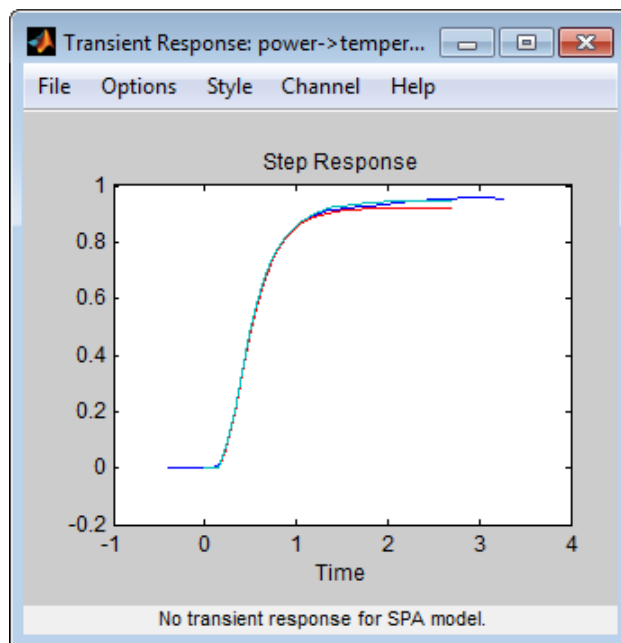 Transient Response: power->temper...
File Options Style Channel Help
Step Response
1
0.8
0.6
0.4
0.2
0
-0.2
-1 0 1 2 3 4
Time
No transient response for SPA model.